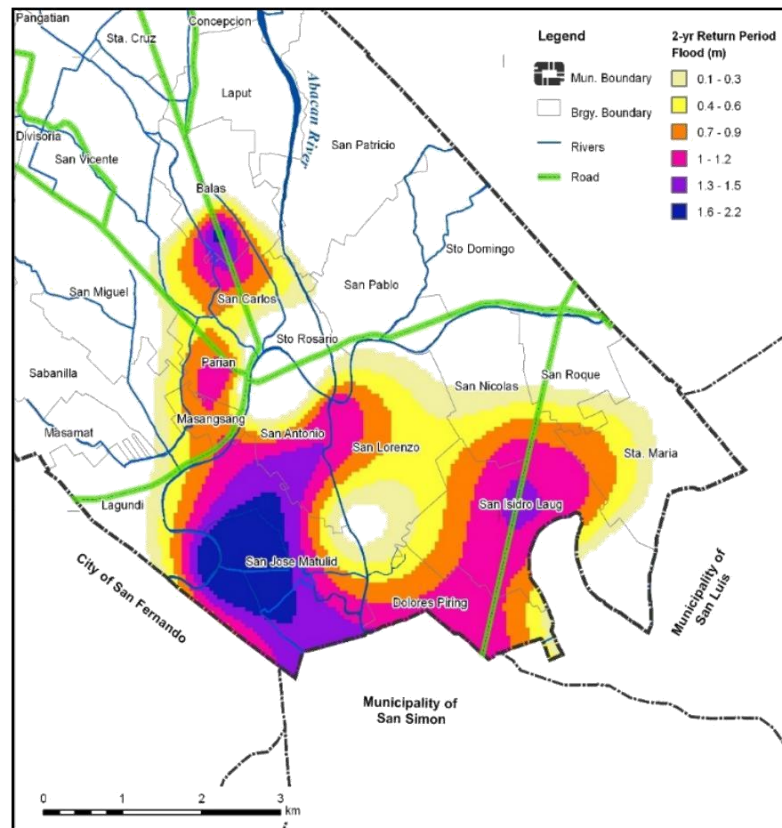 Pangatian
Concepcion
Sta. Cruz
Laput
Abacan River
Divisoria
San Vicente
San Patricio
Balas
Sto Domingo
San Miguel
San Carlos
San Pablo
Sto Rosario
Parian
Sabanilla
San Nicolas
San Roque
Masangsang
Masamat
San Antonio
San Lorenzo
Sta. Maria
Lagundi
San Isidro Laug
San Jose Matulid
Dolores Piring
City of San Fernando
Municipality of
San Luis
Municipality of
San Simon
Legend
Mun. Boundary
Brgy. Boundary
Rivers
Road
2-yr Return Period
Flood (m)
0.1 - 0.3
0.4 - 0.6
0.7 - 0.9
1 - 1.2
1.3 - 1.5
1.6 - 2.2
0 1 2 3
km